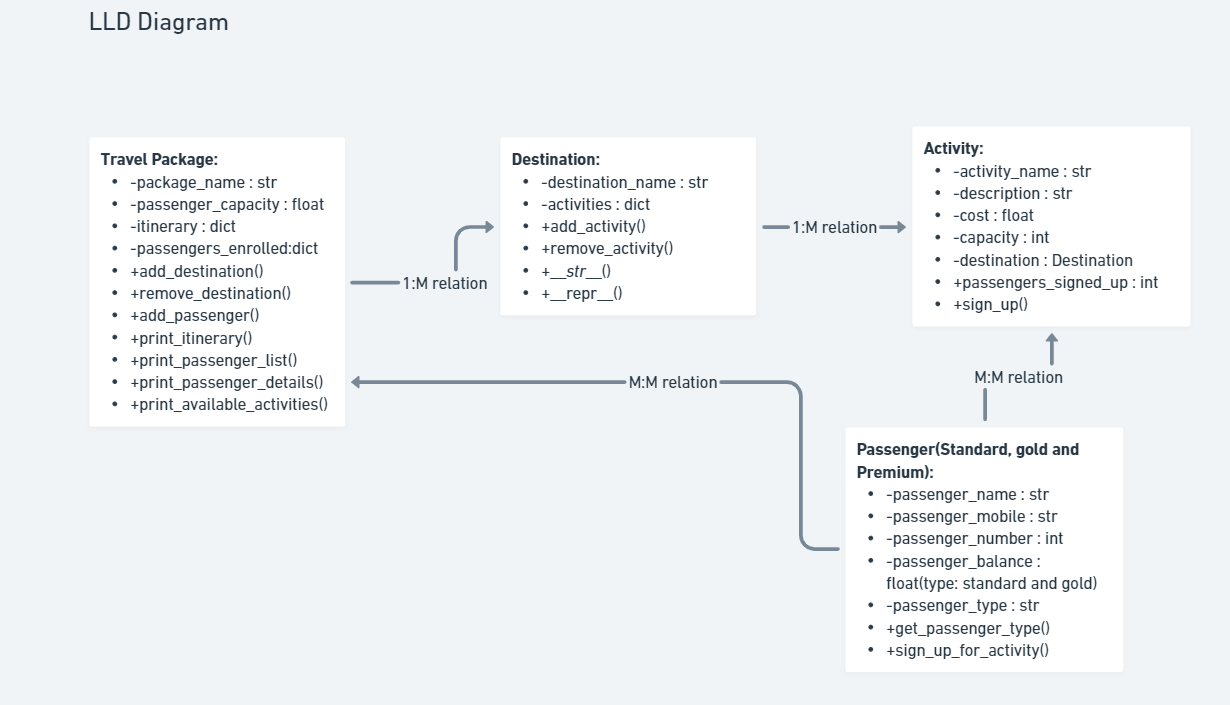 LLD Diagram
Travel Package:
• -package_name : str
• -passenger_capacity : float
• -itinerary : dict
• -passengers_enrolled:dict
• +add_destination()
• +remove_destination()
• +add_passenger()
• +print_itinerary()
• +print_passenger_list()
• +print_passenger_details()
• +print_available_activities()
1:M relation
Destination:
• -destination_name : str
• -activities : dict
• +add_activity()
• +remove_activity()
• +__str__()
• +__repr__()
1:M relation
Activity:
• -activity_name : str
• -description : str
• -cost : float
• -capacity : int
• -destination : Destination
• +passengers_signed_up : int
• +sign_up()
M:M relation
M:M relation
Passenger(Standard, gold and
Premium):
• -passenger_name : str
• -passenger_mobile : str
• -passenger_number : int
• -passenger_balance :
float(type: standard and gold)
• -passenger_type : str
• +get_passenger_type()
• +sign_up_for_activity()